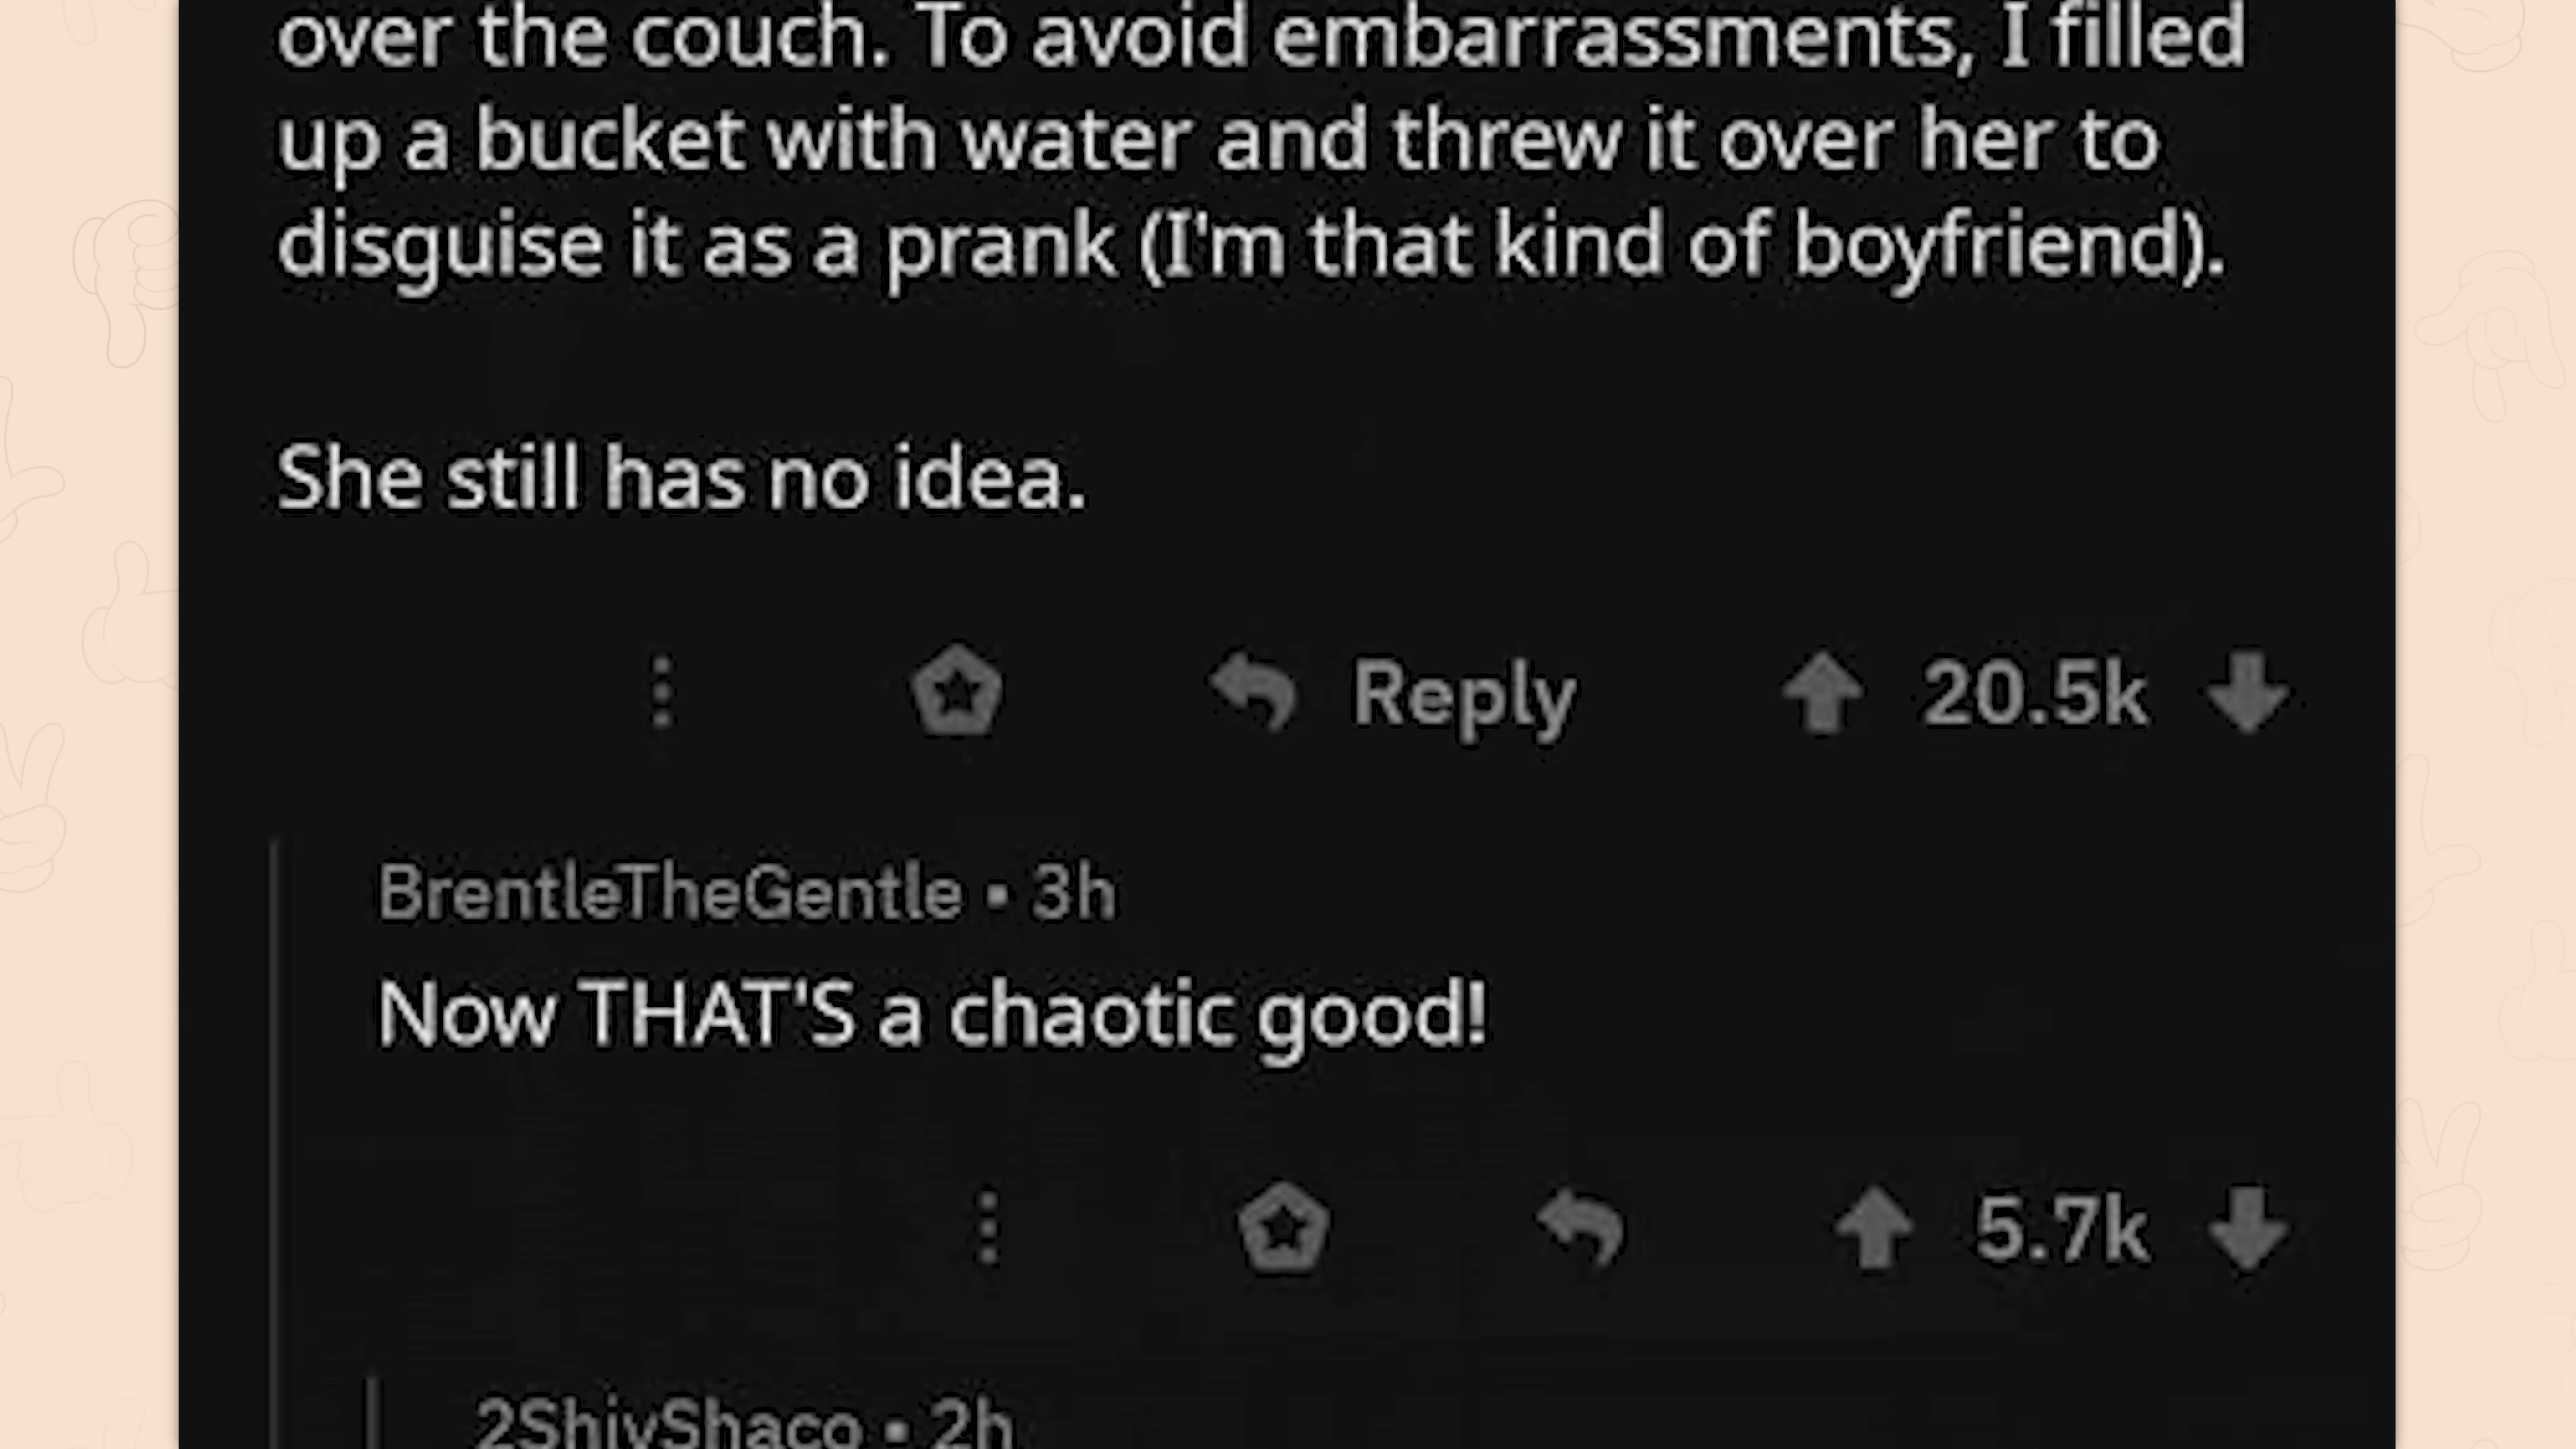 over the couch. To avoid embarrassments, I filled
up a bucket with water and threw it over her to
disguise it as a prank (I'm that kind of boyfriend).
She still has no idea.
Reply 20.5k
BrentleTheGentle • 3h
Now THAT'S a chaotic good!
5.7k
2ShivShaco • 2h